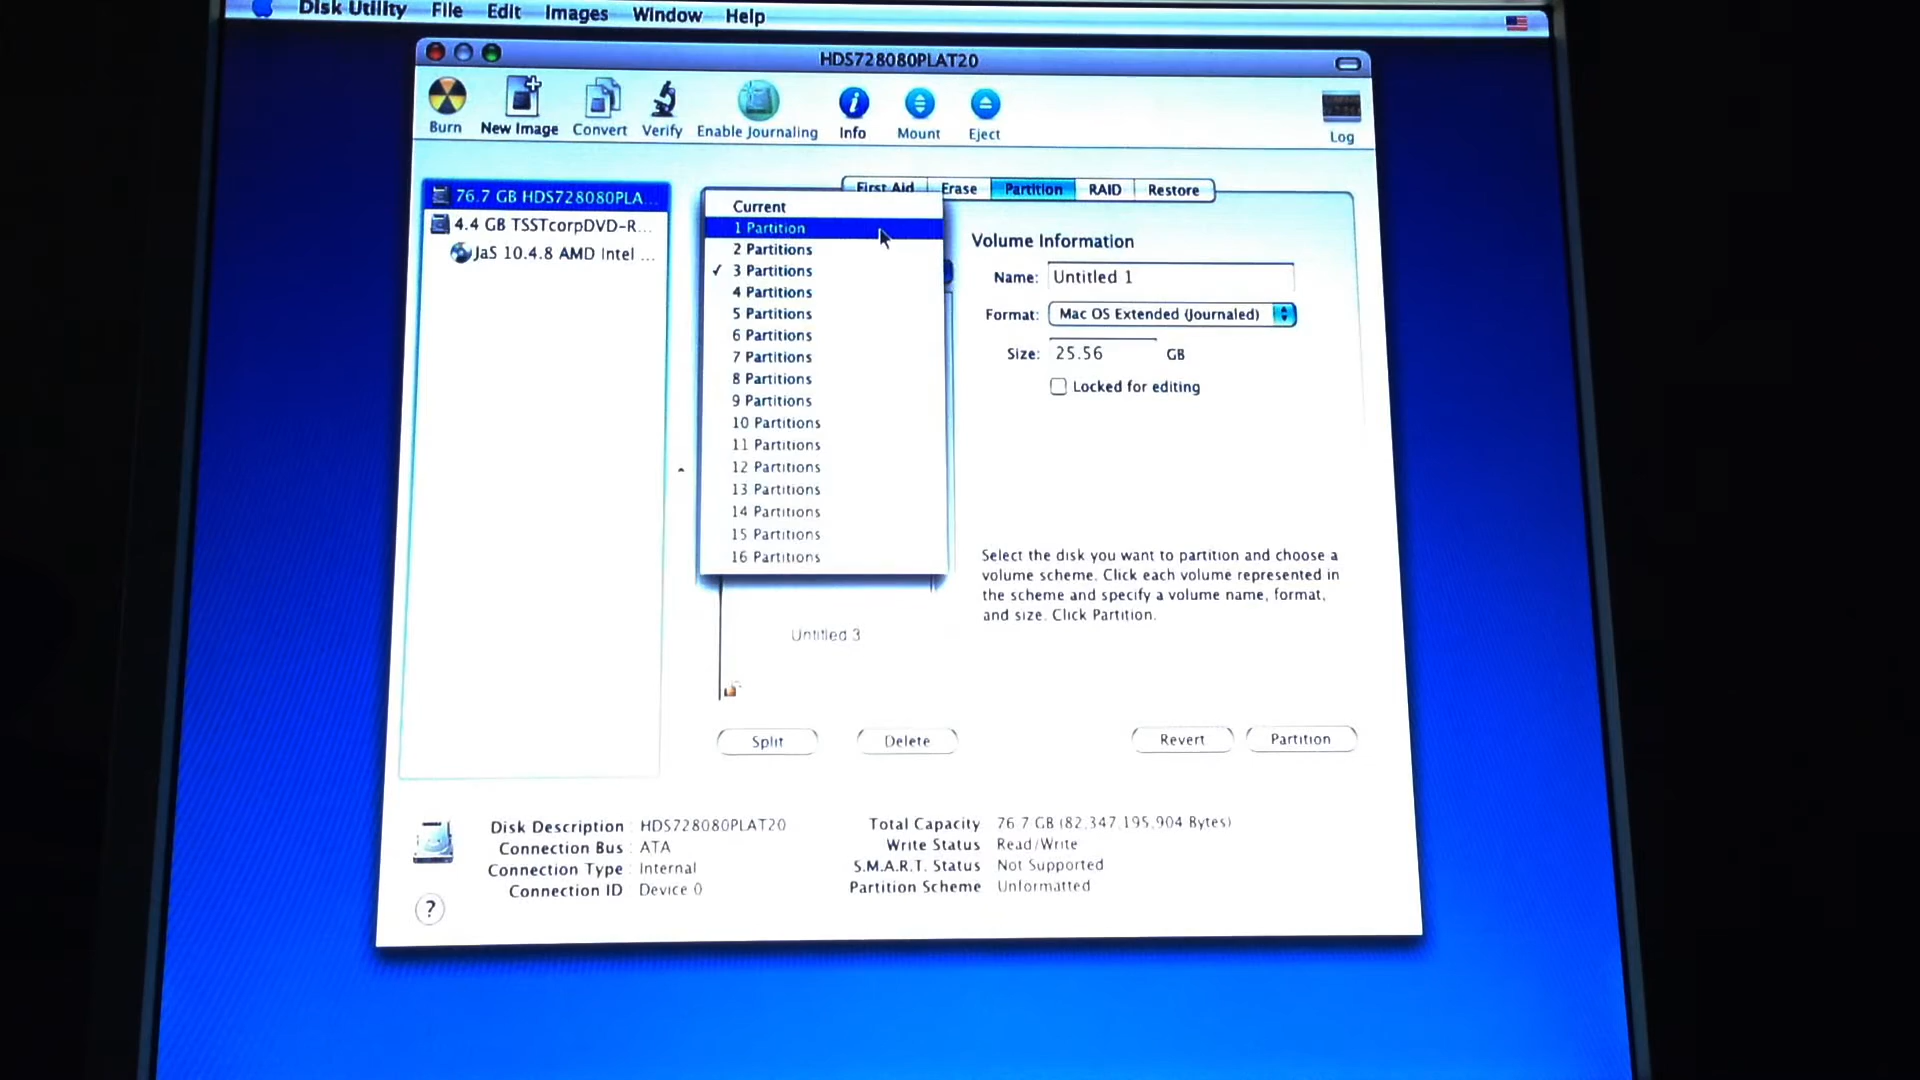 Disk Utility File Edit Images Window Help
HDS728080PLAT20
Burn New Image Convert Verify Enable Journaling Info Mount Eject Log
76.7 GB HDS728080PLA...
4.4 GB TSSTcorpDVD-R...
JaS 10.4.8 AMD Intel ...
First Aid Erase Partition RAID Restore
Current
1 Partition
2 Partitions
✓ 3 Partitions
4 Partitions
5 Partitions
6 Partitions
7 Partitions
8 Partitions
9 Partitions
10 Partitions
11 Partitions
12 Partitions
13 Partitions
14 Partitions
15 Partitions
16 Partitions
Untitled 3
Volume Information
Name: Untitled 1
Format: Mac OS Extended (Journaled)
Size: 25.56 GB
Locked for editing
Select the disk you want to partition and choose a
volume scheme. Click each volume represented in
the scheme and specify a volume name, format,
and size. Click Partition.
Split Delete Revert Partition
Disk Description : HDS728080PLAT20
Connection Bus : ATA
Connection Type : Internal
Connection ID Device 0
Total Capacity 76.7 GB (82,347,195,904 Bytes)
Write Status Read/Write
S.M.A.R.T. Status Not Supported
Partition Scheme Unformatted
?